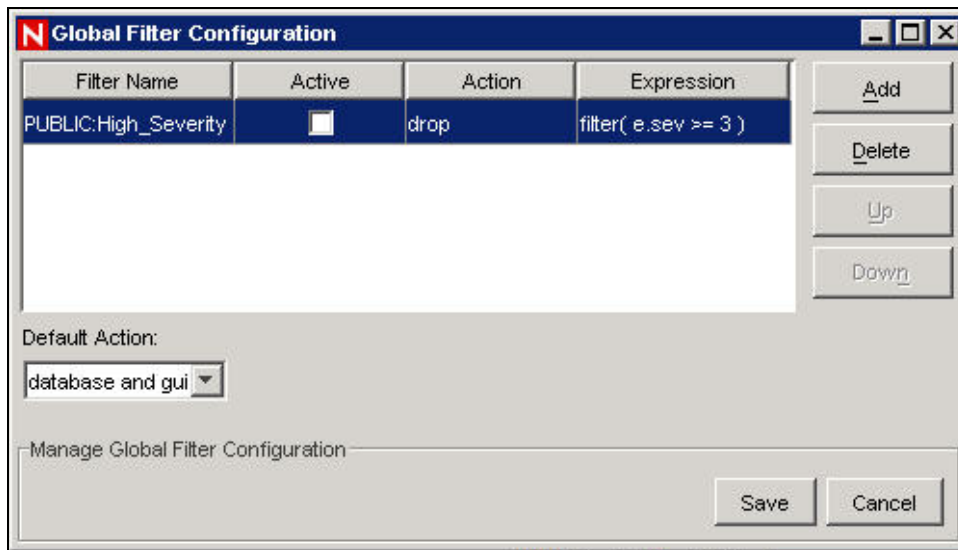 N Global Filter Configuration
Filter Name Active Action Expression
PUBLIC:High_Severity drop filter( e.sev >= 3 )
Add
Delete
Up
Down
Default Action:
database and gui
Manage Global Filter Configuration
Save Cancel